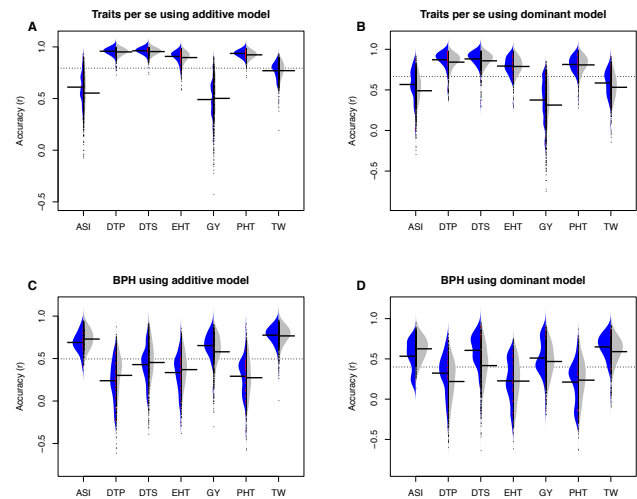 A
Traits per se using additive model
Accuracy (r)
1.0
0.5
0.0
−0.5
ASI DTP DTS EHT GY PHT TW
B
Traits per se using dominant model
Accuracy (r)
1.0
0.5
0.0
−0.5
ASI DTP DTS EHT GY PHT TW
C
BPH using additive model
Accuracy (r)
1.0
0.5
0.0
−0.5
ASI DTP DTS EHT GY PHT TW
D
BPH using dominant model
Accuracy (r)
1.0
0.5
0.0
−0.5
ASI DTP DTS EHT GY PHT TW